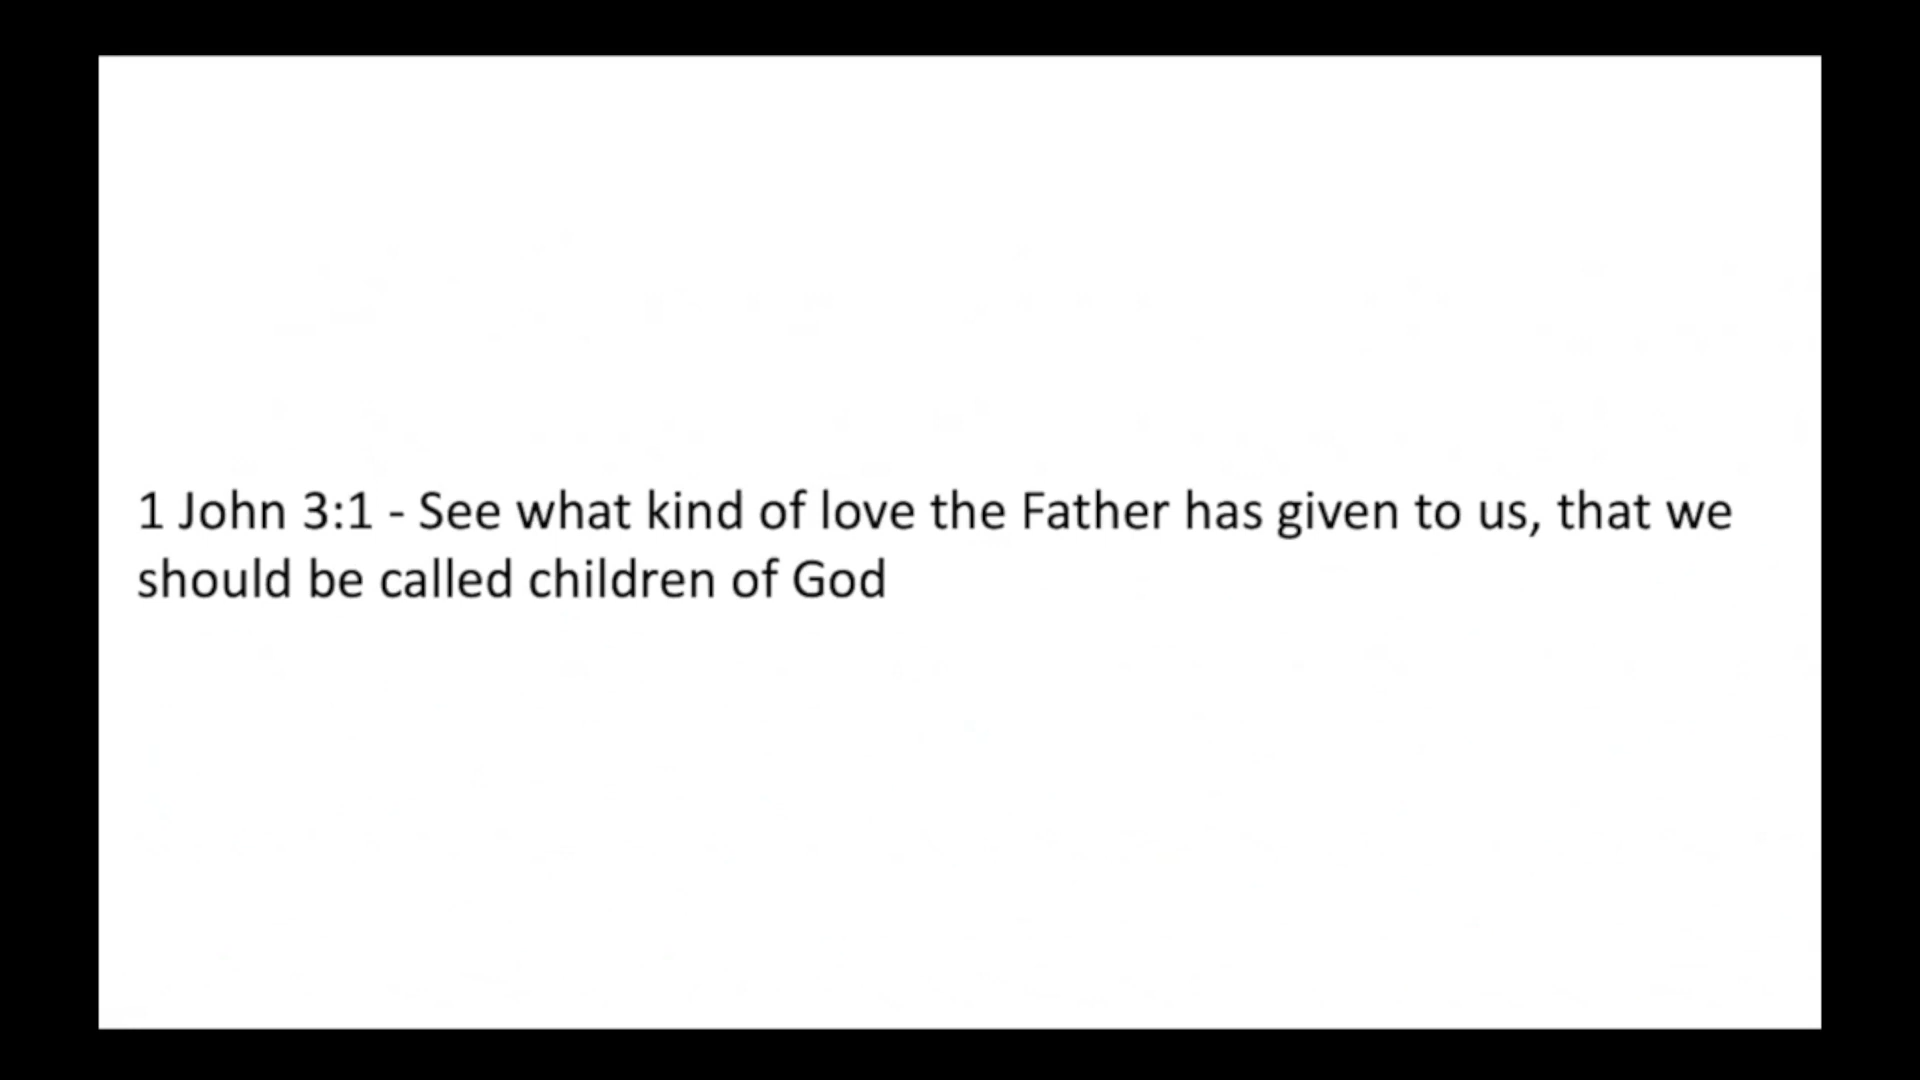 1 John 3:1 - See what kind of love the Father has given to us, that we
should be called children of God